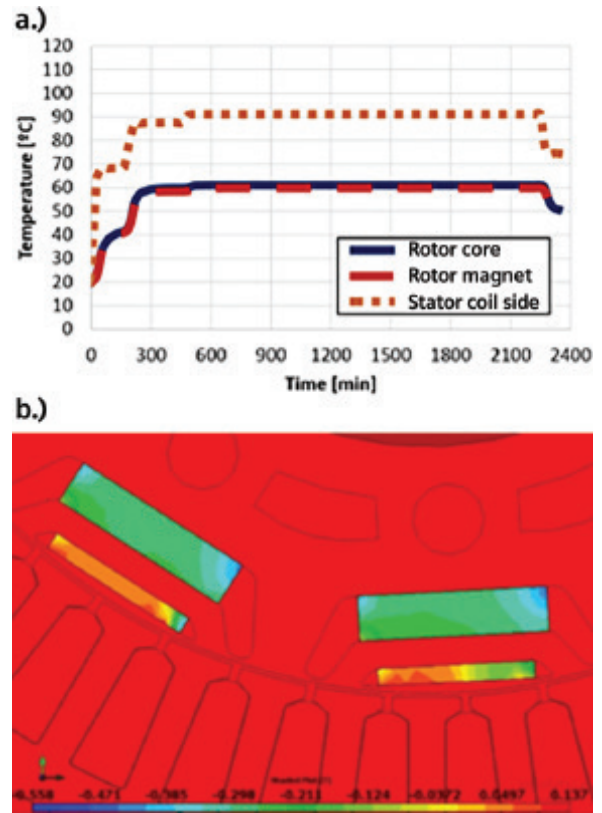 a.)
120
110
100
90
80
70
60
50
40
30
20
10
0
Temperature [ºC]
Rotor core
Rotor magnet
Stator coil side
0 300 600 900 1200 1500 1800 2100 2400
Time [min]
b.)
-0.558 -0.471 -0.385 -0.298 -0.211 -0.124 -0.0372 0.0497 0.137